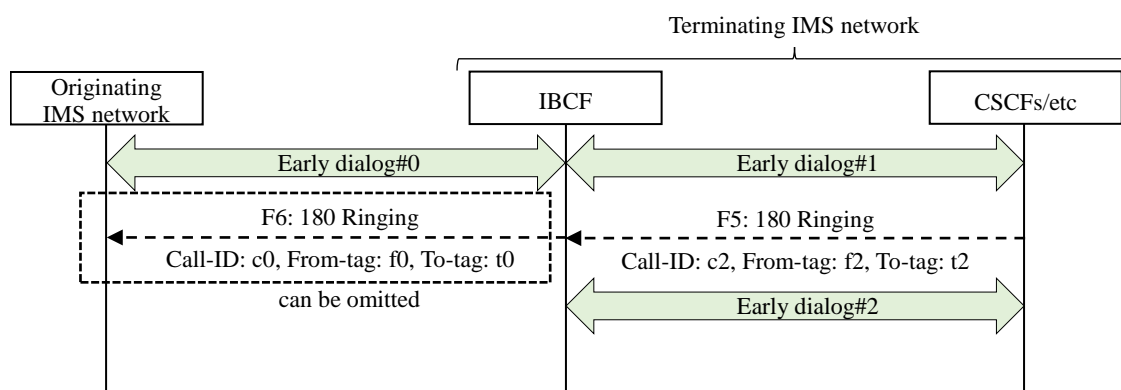 Terminating IMS network
Originating
IMS network
IBCF
CSCFs/etc
Early dialog#0
Early dialog#1
F6: 180 Ringing
F5: 180 Ringing
Call-ID: c0, From-tag: f0, To-tag: t0
Call-ID: c2, From-tag: f2, To-tag: t2
can be omitted
Early dialog#2